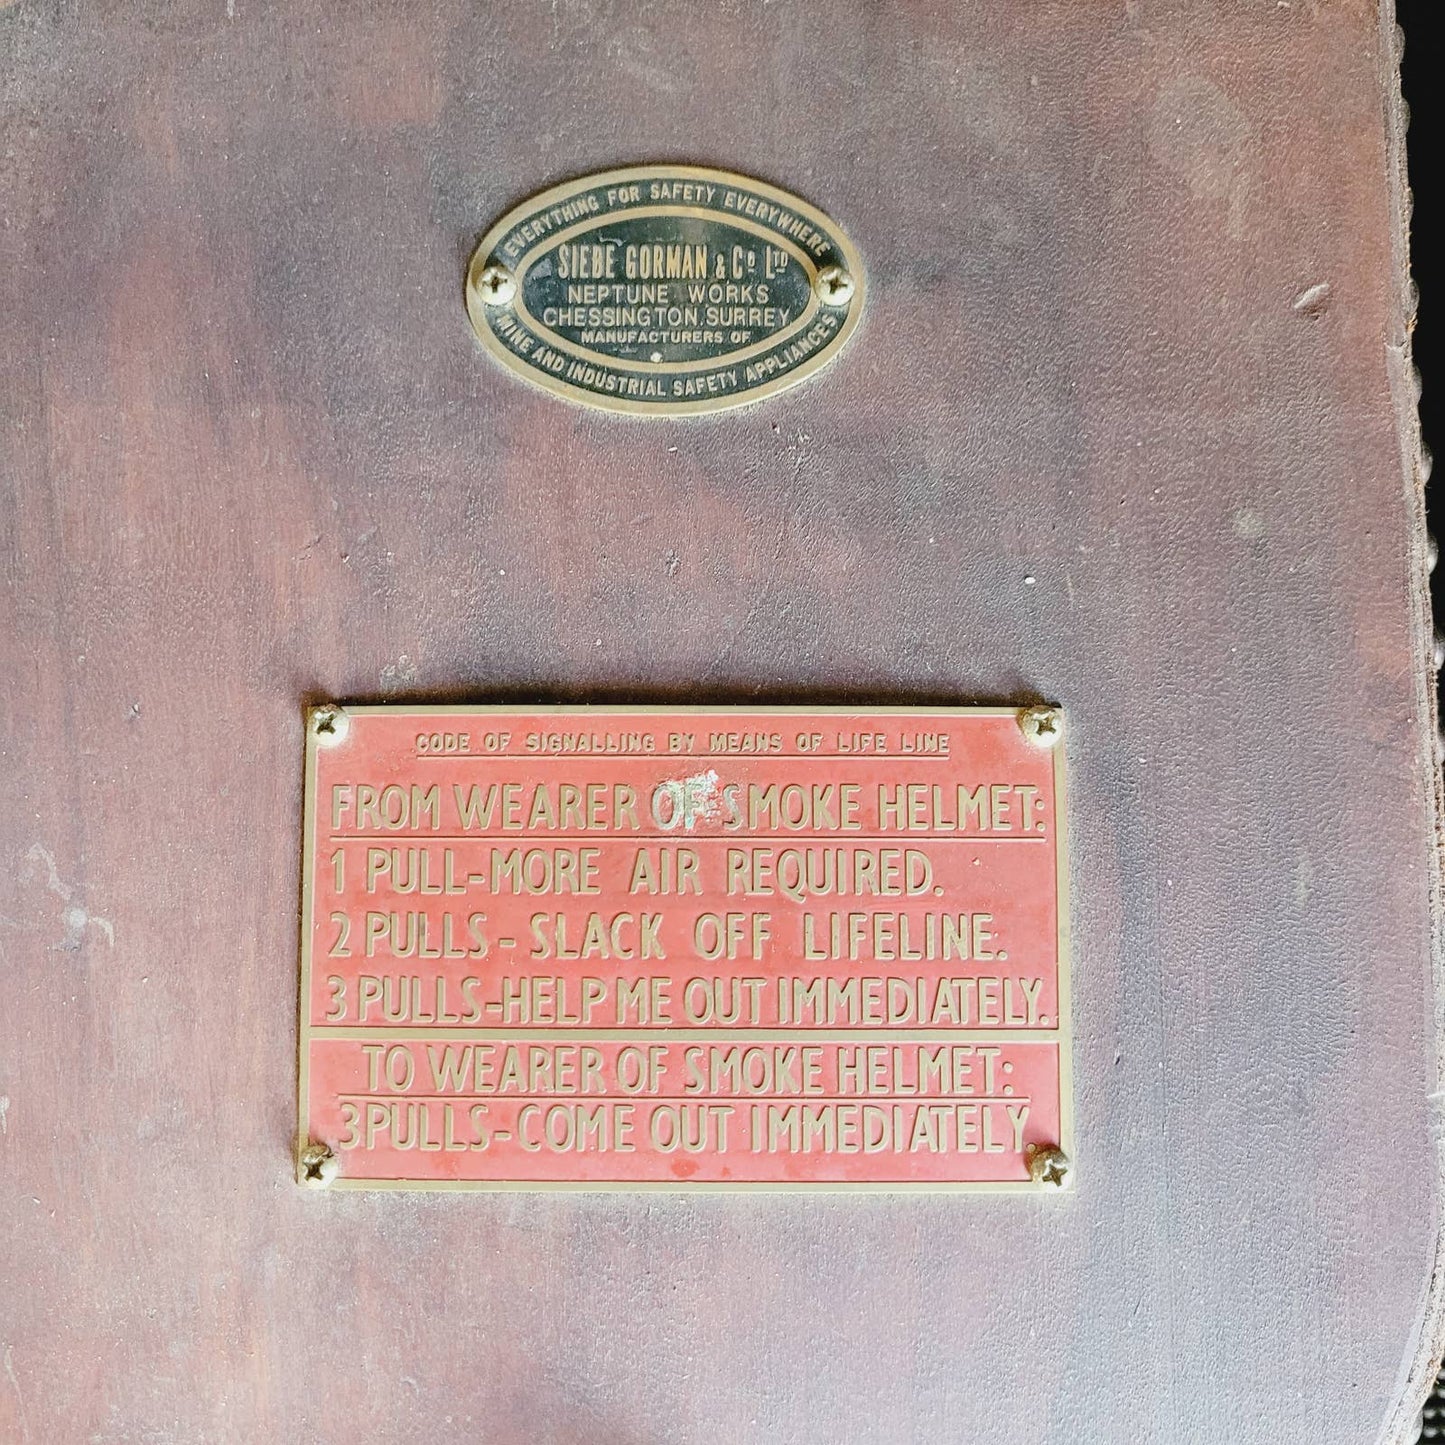 EVERYTHING FOR SAFETY EVERYWHERE
SIEBE GORMAN & Co LTD
NEPTUNE WORKS
CHESSINGTON. SURREY
MANUFACTURERS OF
MINE AND INDUSTRIAL SAFETY APPLIANCES
CODE OF SIGNALLING BY MEANS OF LIFE LINE
FROM WEARER OF SMOKE HELMET:
1 PULL-MORE AIR REQUIRED.
2 PULLS-SLACK OFF LIFELINE.
3 PULLS-HELP ME OUT IMMEDIATELY.
TO WEARER OF SMOKE HELMET:
3 PULLS-COME OUT IMMEDIATELY.